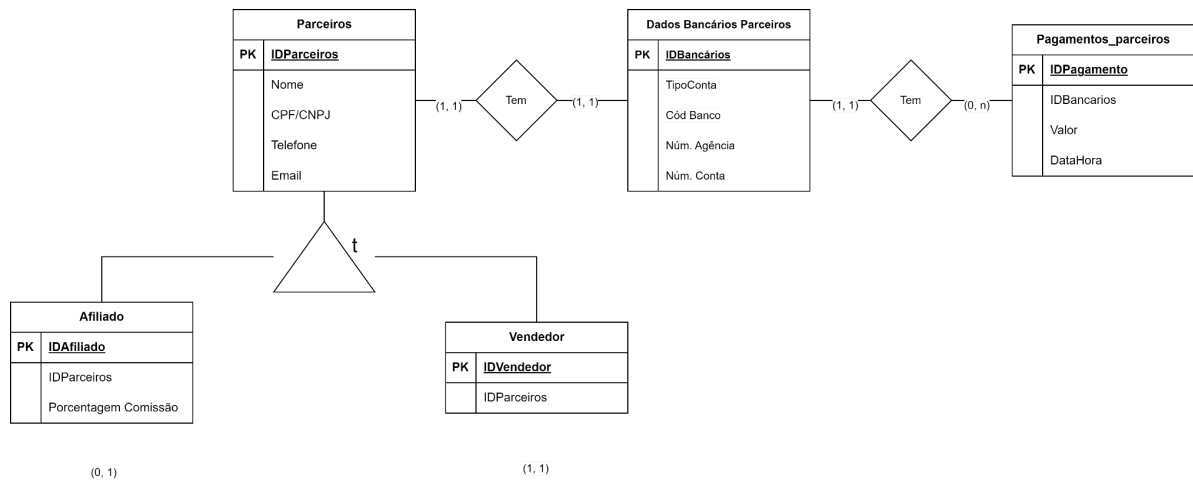 Parceiros
PK IDParceiros
Nome
CPF/CNPJ
Telefone
Email
(1, 1)
Tem
(1, 1)
Dados Bancários Parceiros
PK IDBancários
TipoConta
Cód Banco
Núm. Agência
Núm. Conta
(1, 1)
Tem
(0, n)
Pagamentos_parceiros
PK IDPagamento
IDBancarios
Valor
DataHora
t
Afiliado
PK IDAfiliado
IDParceiros
Porcentagem Comissão
(0, 1)
Vendedor
PK IDVendedor
IDParceiros
(1, 1)